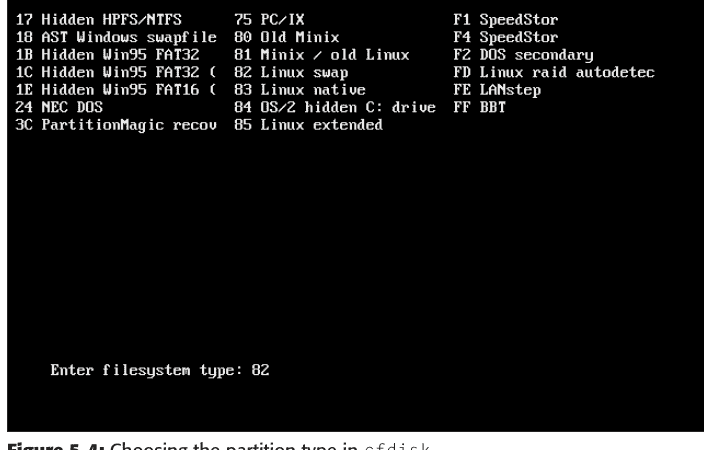 17 Hidden HPFS/NTFS 75 PC/IX F1 SpeedStor
18 AST Windows swapfile 80 Old Minix F4 SpeedStor
1B Hidden Win95 FAT32 81 Minix / old Linux F2 DOS secondary
1C Hidden Win95 FAT32 ( 82 Linux swap FD Linux raid autodetec
1E Hidden Win95 FAT16 ( 83 Linux native FE LANstep
24 NEC DOS 84 OS/2 hidden C: drive FF BBT
3C PartitionMagic recov 85 Linux extended
Enter filesystem type: 82
Figure 5-4: Choosing the partition type in cfdisk